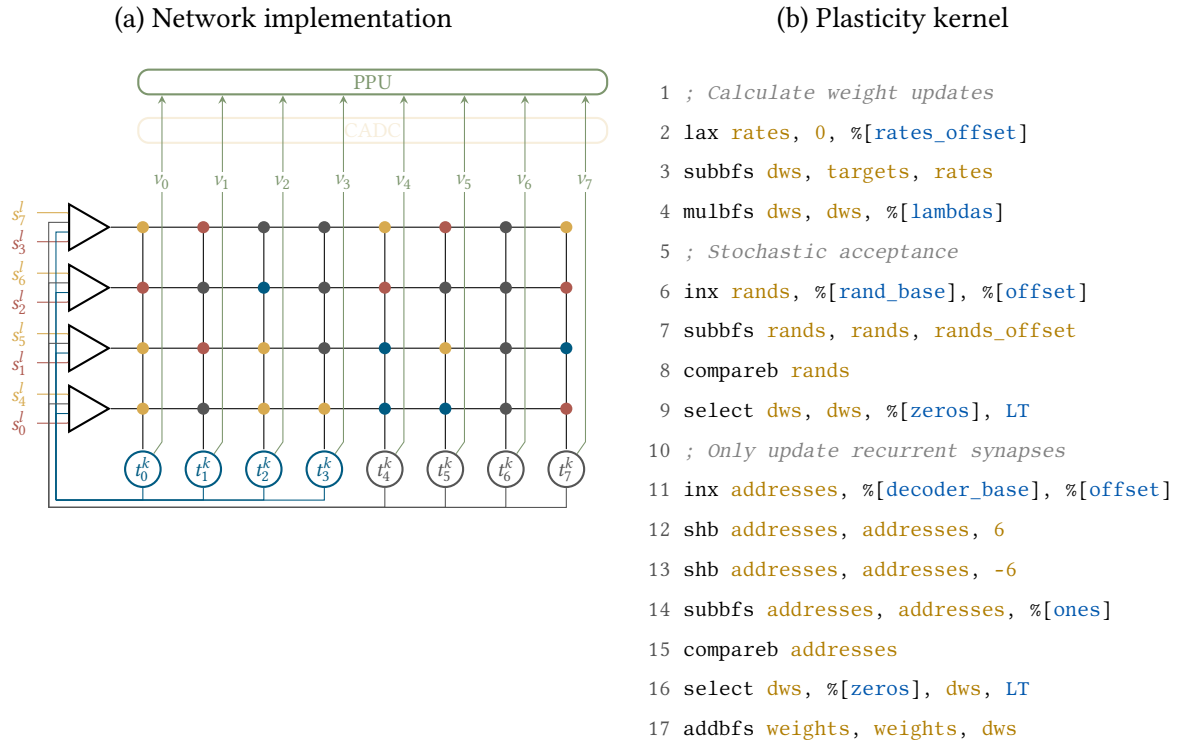 (a) Network implementation
PPU
CADC
v₀ v₁ v₂ v₃ v₄ v₅ v₆ v₇
s₇ˡ
s₃ˡ
s₆ˡ
s₂ˡ
s₅ˡ
s₁ˡ
s₄ˡ
s₀ˡ
t₀ᵏ t₁ᵏ t₂ᵏ t₃ᵏ t₄ᵏ t₅ᵏ t₆ᵏ t₇ᵏ
(b) Plasticity kernel
1 ; Calculate weight updates
2 lax rates, 0, %[rates_offset]
3 subbfs dws, targets, rates
4 mulbfs dws, dws, %[lambdas]
5 ; Stochastic acceptance
6 inx rands, %[rand_base], %[offset]
7 subbfs rands, rands, rands_offset
8 compareb rands
9 select dws, dws, %[zeros], LT
10 ; Only update recurrent synapses
11 inx addresses, %[decoder_base], %[offset]
12 shb addresses, addresses, 6
13 shb addresses, addresses, -6
14 subbfs addresses, addresses, %[ones]
15 compareb addresses
16 select dws, %[zeros], dws, LT
17 addbfs weights, weights, dws